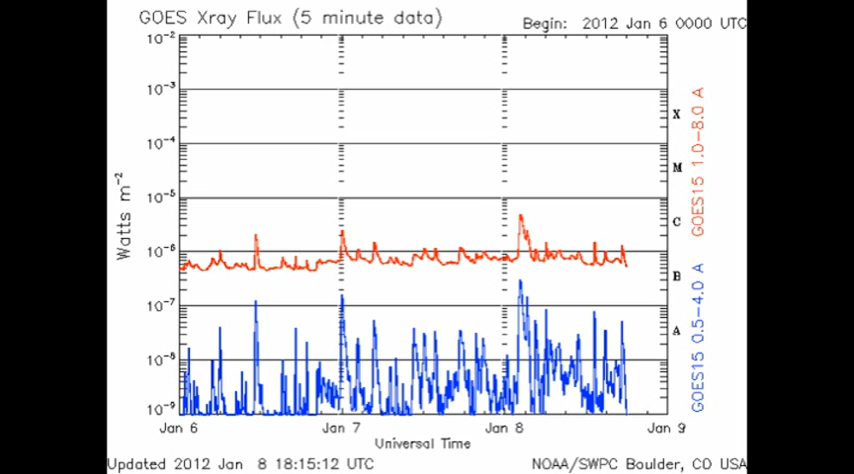 GOES Xray Flux (5 minute data)
Begin: 2012 Jan 6 0000 UTC
10⁻²
10⁻³
10⁻⁴
10⁻⁵
10⁻⁶
10⁻⁷
10⁻⁸
10⁻⁹
Watts m⁻²
X
M
C
B
A
GOES15 1.0-8.0 A
GOES15 0.5-4.0 A
Jan 6
Jan 7
Jan 8
Jan 9
Universal Time
Updated 2012 Jan 8 18:15:12 UTC
NOAA/SWPC Boulder, CO USA